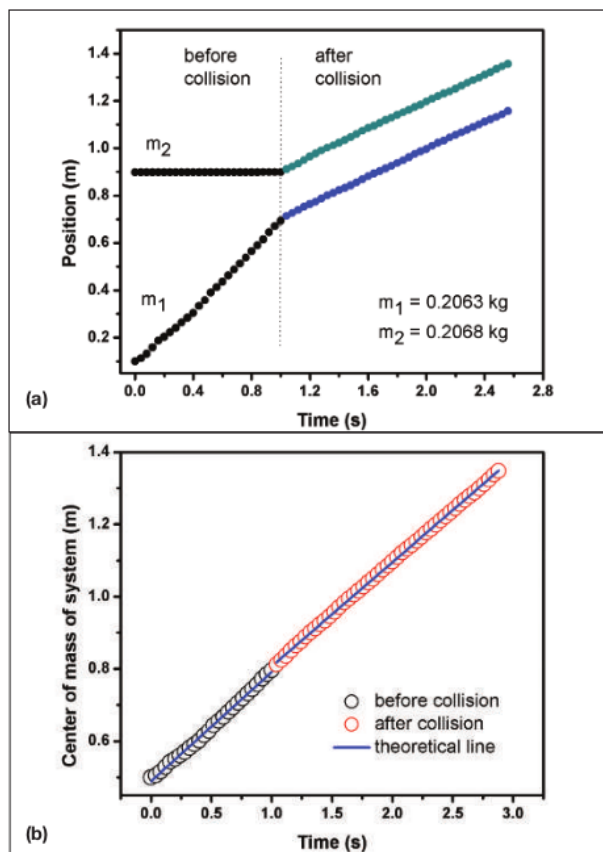 before
collision
after
collision
m2
m1
m1 = 0.2063 kg
m2 = 0.2068 kg
1.4
1.2
1.0
0.8
0.6
0.4
0.2
Position (m)
0.0 0.4 0.8 1.2 1.6 2.0 2.4 2.8
Time (s)
(a)
1.4
1.2
1.0
0.8
0.6
Center of mass of system (m)
before collision
after collision
theoretical line
0.0 0.5 1.0 1.5 2.0 2.5 3.0
Time (s)
(b)